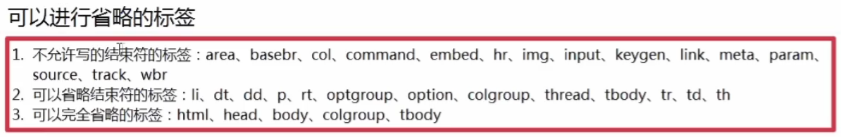 可以进行省略的标签
1. 不允许写的结束符的标签：area、basebr、col、command、embed、hr、img、input、keygen、link、meta、param、
source、track、wbr
2. 可以省略结束符的标签：li、dt、dd、p、rt、optgroup、option、colgroup、thread、tbody、tr、td、th
3. 可以完全省略的标签：html、head、body、colgroup、tbody